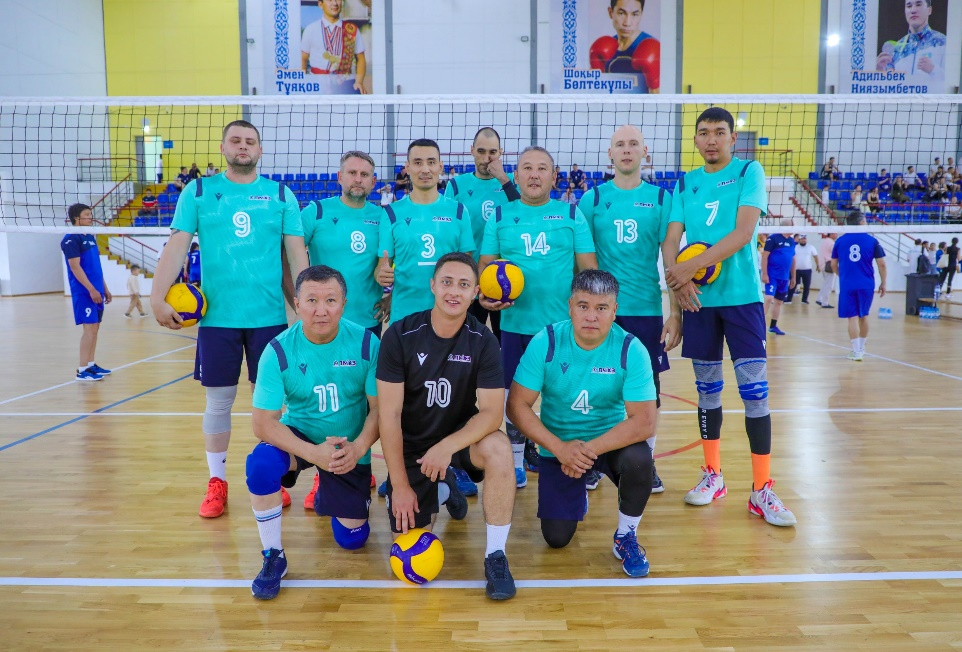 Әмен
Тұяқов
Шоқыр
Бөлтекұлы
Адильбек
Ниязымбетов
9
8
3
6
14
13
7
11
10
4
9
8